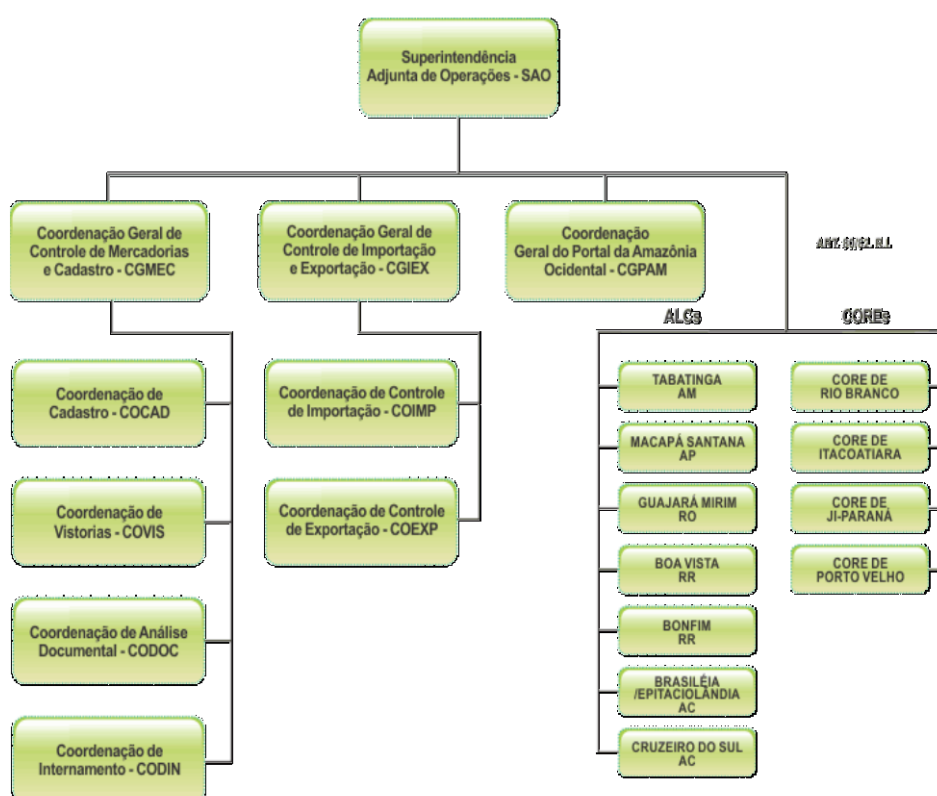 Superintendência
Adjunta de Operações - SAO
Coordenação Geral de
Controle de Mercadorias
e Cadastro - CGMEC
Coordenação Geral de
Controle de Importação
e Exportação - CGIEX
Coordenação
Geral do Portal da Amazônia
Ocidental - CGPAM
Coordenação de
Cadastro - COCAD
Coordenação de
Vistorias - COVIS
Coordenação de Análise
Documental - CODOC
Coordenação de
Internamento - CODIN
Coordenação de Controle
de Importação - COIMP
Coordenação de Controle
de Exportação - COEXP
ALCs
TABATINGA
AM
MACAPÁ SANTANA
AP
GUAJARÁ MIRIM
RO
BOA VISTA
RR
BONFIM
RR
BRASILÉIA
/EPITACIOLÂNDIA
AC
CRUZEIRO DO SUL
AC
COREs
CORE DE
RIO BRANCO
CORE DE
ITACOATIARA
CORE DE
JI-PARANÁ
CORE DE
PORTO VELHO